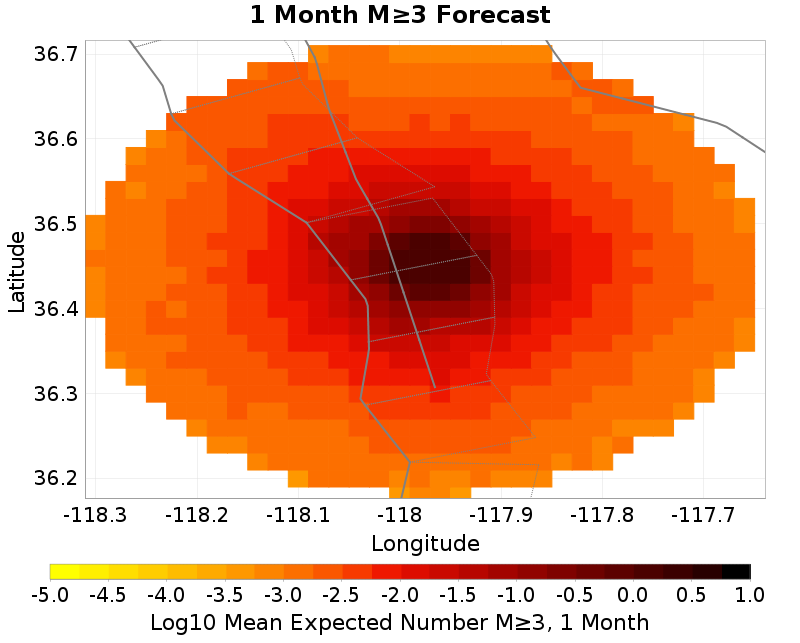 1 Month M≥3 Forecast
36.7
36.6
36.5
36.4
36.3
36.2
Latitude
-118.3 -118.2 -118.1 -118 -117.9 -117.8 -117.7
Longitude
-5.0 -4.5 -4.0 -3.5 -3.0 -2.5 -2.0 -1.5 -1.0 -0.5 0.0 0.5 1.0
Log10 Mean Expected Number M≥3, 1 Month